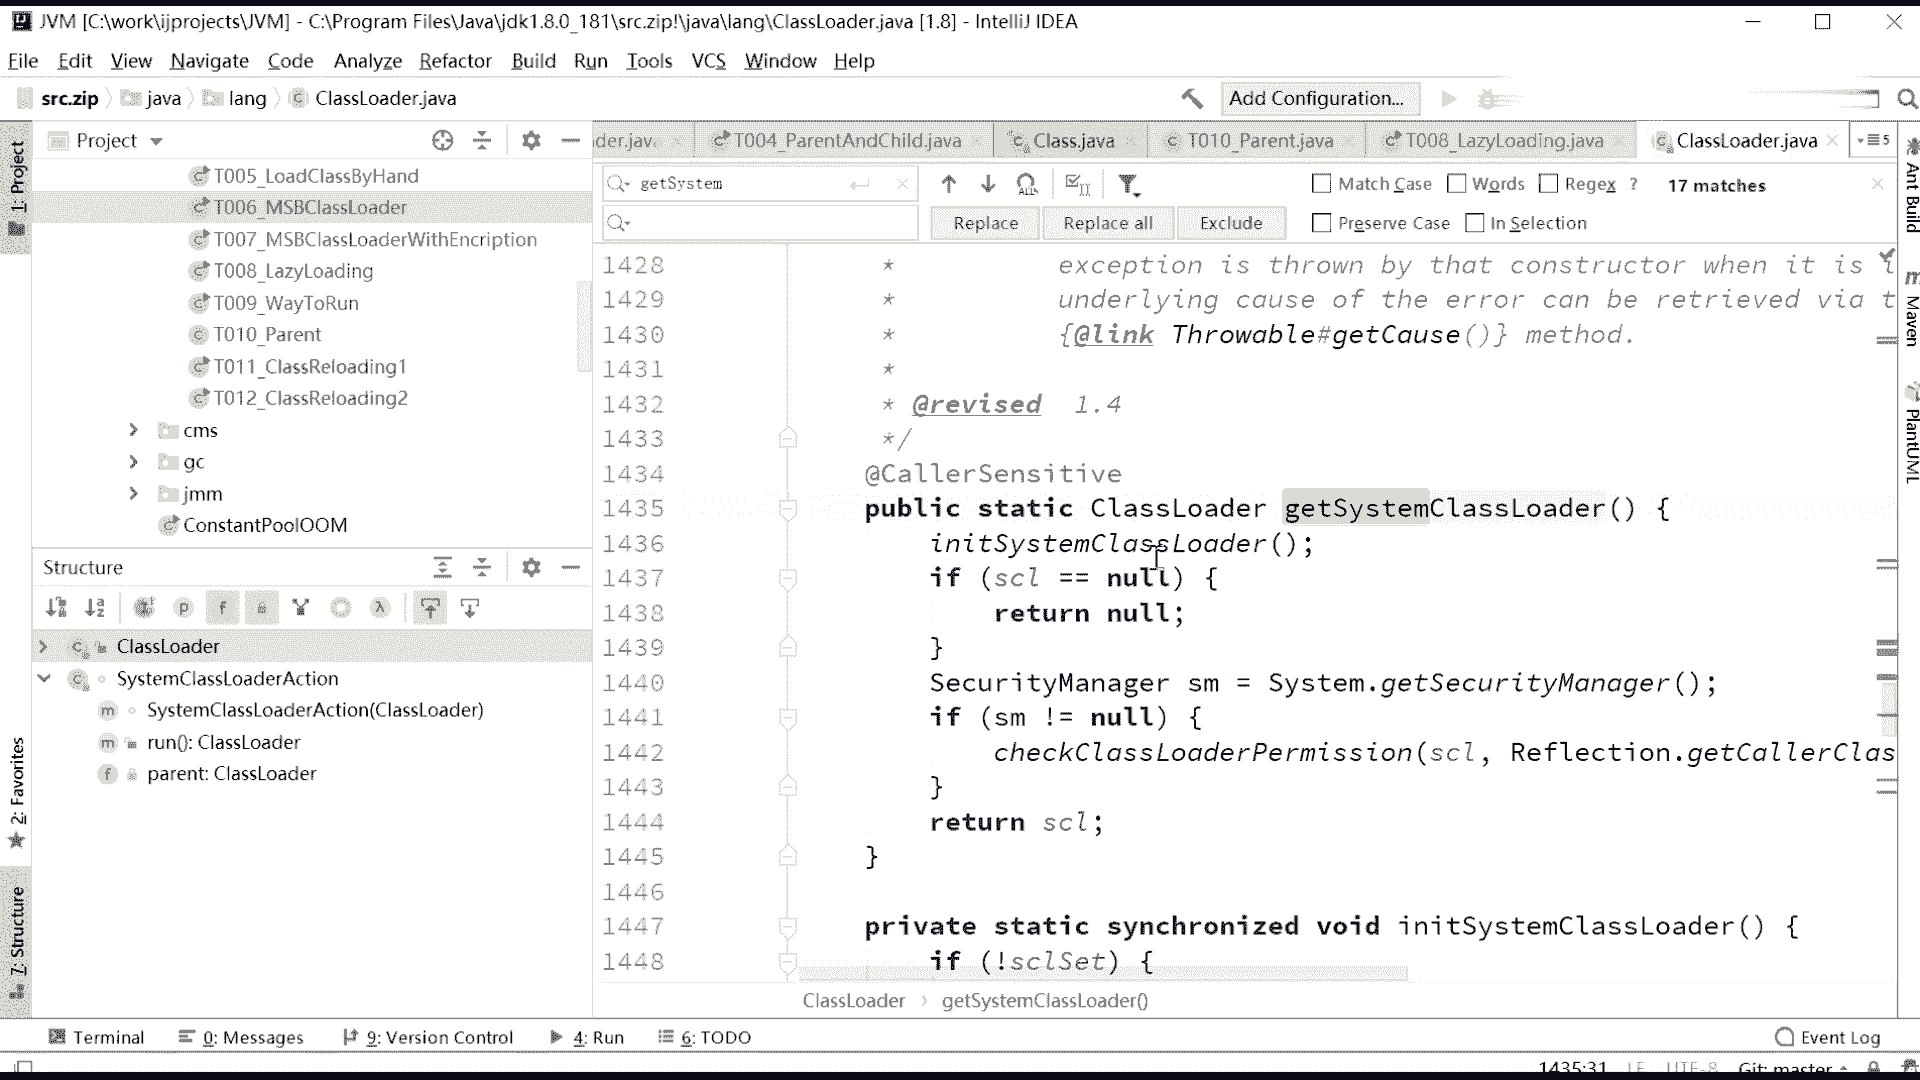 JVM [C:\work\ijprojects\JVM] - C:\Program Files\Java\jdk1.8.0_181\src.zip!\java\lang\ClassLoader.java [1.8] - IntelliJ IDEA
File Edit View Navigate Code Analyze Refactor Build Run Tools VCS Window Help
src.zip java lang ClassLoader.java Add Configuration...
1: Project
Project
der.java T004_ParentAndChild.java Class.java T010_Parent.java T008_LazyLoading.java ClassLoader.java 5
T005_LoadClassByHand
T006_MSBClassLoader
T007_MSBClassLoaderWithEncription
T008_LazyLoading
T009_WayToRun
T010_Parent
T011_ClassReloading1
T012_ClassReloading2
cms
gc
jmm
ConstantPoolOOM
Structure
ClassLoader
SystemClassLoaderAction
SystemClassLoaderAction(ClassLoader)
run(): ClassLoader
parent: ClassLoader
2: Favorites
7: Structure
getSystem Match Case Words Regex ? 17 matches
Replace Replace all Exclude Preserve Case In Selection
1428 * exception is thrown by that constructor when it is i
1429 * underlying cause of the error can be retrieved via t
1430 * {@link Throwable#getCause()} method.
1431 *
1432 * @revised 1.4
1433 */
1434 @CallerSensitive
1435 public static ClassLoader getSystemClassLoader() {
1436 initSystemClassLoader();
1437 if (scl == null) {
1438 return null;
1439 }
1440 SecurityManager sm = System.getSecurityManager();
1441 if (sm != null) {
1442 checkClassLoaderPermission(scl, Reflection.getCallerClas
1443 }
1444 return scl;
1445 }
1446
1447 private static synchronized void initSystemClassLoader() {
1448 if (!sclSet) {
ClassLoader getSystemClassLoader()
Ant Build
Maven
PlantUML
Terminal 0: Messages 9: Version Control 4: Run 6: TODO Event Log
1435:31 LF UTF-8 Git: master